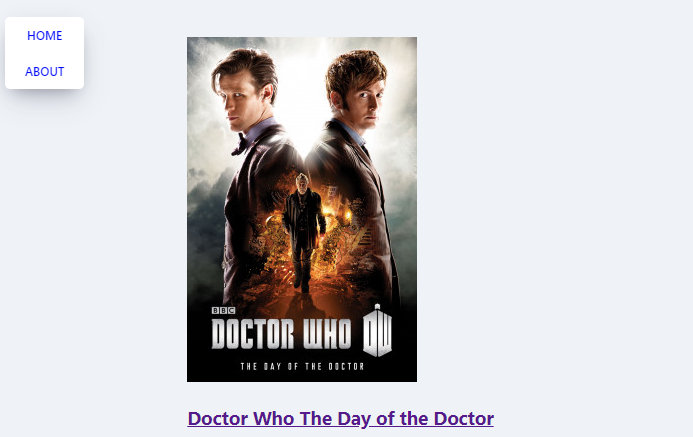 HOME
ABOUT
BBC
DOCTOR WHO DW
THE DAY OF THE DOCTOR
Doctor Who The Day of the Doctor